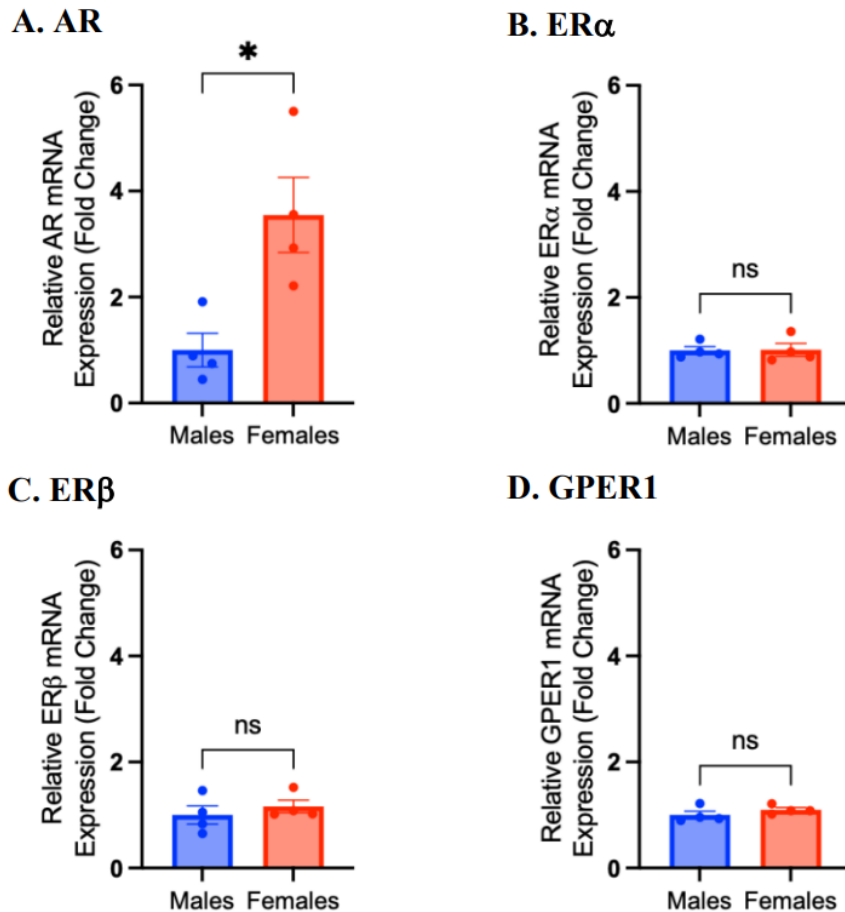 A. AR
*
Relative AR mRNA
Expression (Fold Change)
6
4
2
0
Males Females
B. ERα
ns
Relative ERα mRNA
Expression (Fold Change)
6
4
2
0
Males Females
C. ERβ
ns
Relative ERβ mRNA
Expression (Fold Change)
6
4
2
0
Males Females
D. GPER1
ns
Relative GPER1 mRNA
Expression (Fold Change)
6
4
2
0
Males Females